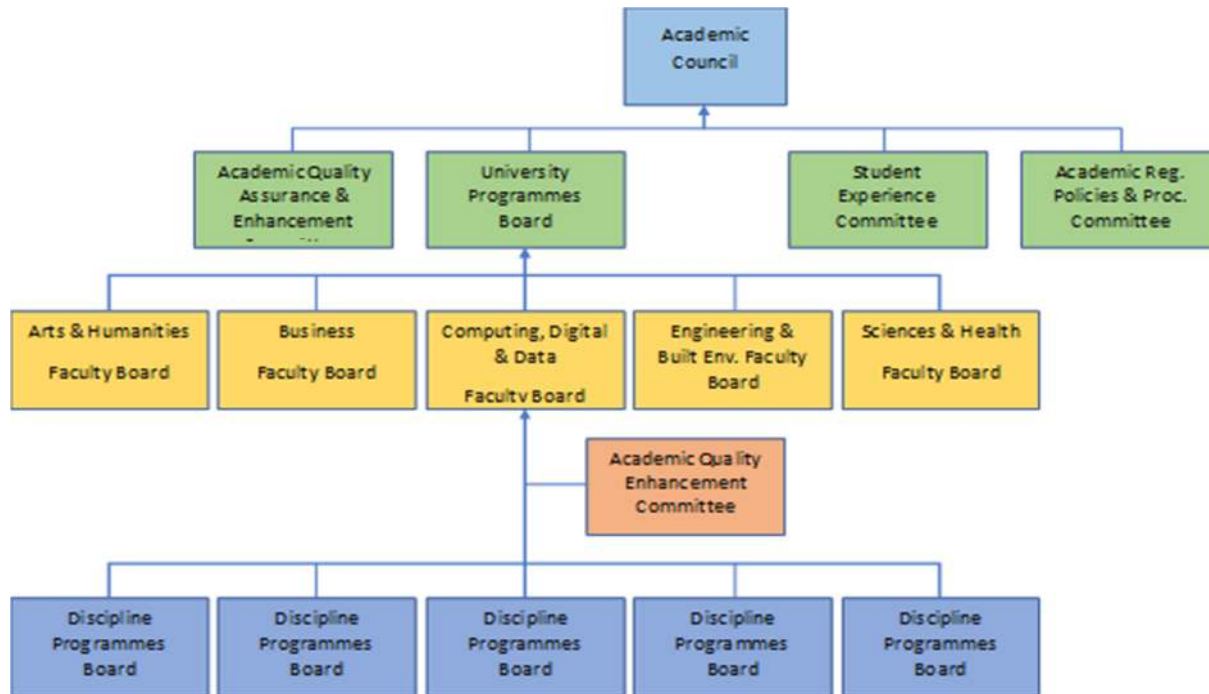 Academic
Council
Academic Quality
Assurance &
Enhancement
University
Programmes
Board
Student
Experience
Committee
Academic Reg.
Policies & Proc.
Committee
Arts & Humanities
Faculty Board
Business
Faculty Board
Computing, Digital
& Data
Faculty Board
Engineering &
Built Env. Faculty
Board
Sciences & Health
Faculty Board
Academic Quality
Enhancement
Committee
Discipline
Programmes
Board
Discipline
Programmes
Board
Discipline
Programmes
Board
Discipline
Programmes
Board
Discipline
Programmes
Board